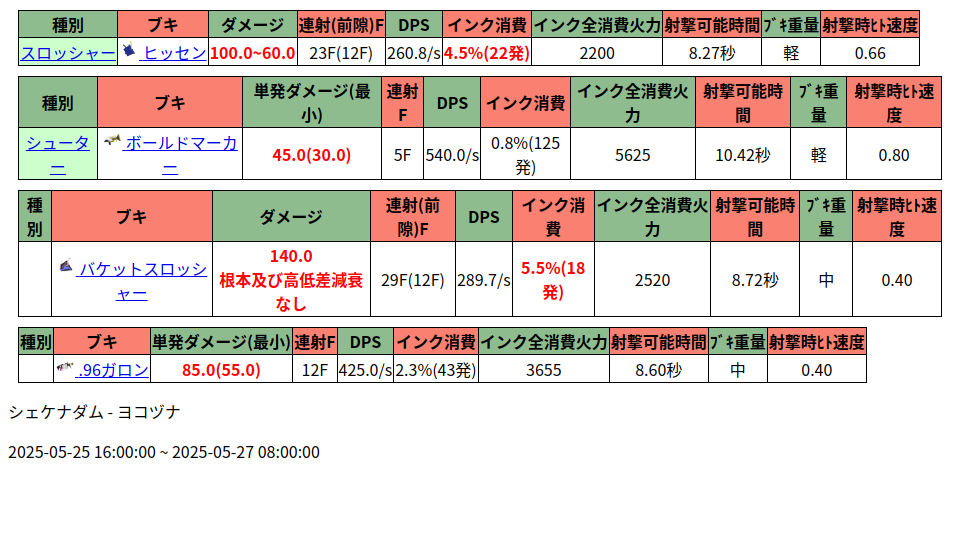 種別 ブキ ダメージ 連射(前隙)F DPS インク消費 インク全消費火力 射撃可能時間 ﾌﾞｷ重量 射撃時ﾋﾄ速度
スロッシャー ヒッセン 100.0~60.0 23F(12F) 260.8/s 4.5%(22発) 2200 8.27秒 軽 0.66
種別 ブキ 単発ダメージ(最小) 連射F DPS インク消費 インク全消費火力 射撃可能時間 ﾌﾞｷ重量 射撃時ﾋﾄ速度
シューター ボールドマーカー 45.0(30.0) 5F 540.0/s 0.8%(125発) 5625 10.42秒 軽 0.80
種別 ブキ ダメージ 連射(前隙)F DPS インク消費 インク全消費火力 射撃可能時間 ﾌﾞｷ重量 射撃時ﾋﾄ速度
バケットスロッシャー 140.0 根本及び高低差減衰なし 29F(12F) 289.7/s 5.5%(18発) 2520 8.72秒 中 0.40
種別 ブキ 単発ダメージ(最小) 連射F DPS インク消費 インク全消費火力 射撃可能時間 ﾌﾞｷ重量 射撃時ﾋﾄ速度
.96ガロン 85.0(55.0) 12F 425.0/s 2.3%(43発) 3655 8.60秒 中 0.40
シェケナダム - ヨコヅナ
2025-05-25 16:00:00 ~ 2025-05-27 08:00:00